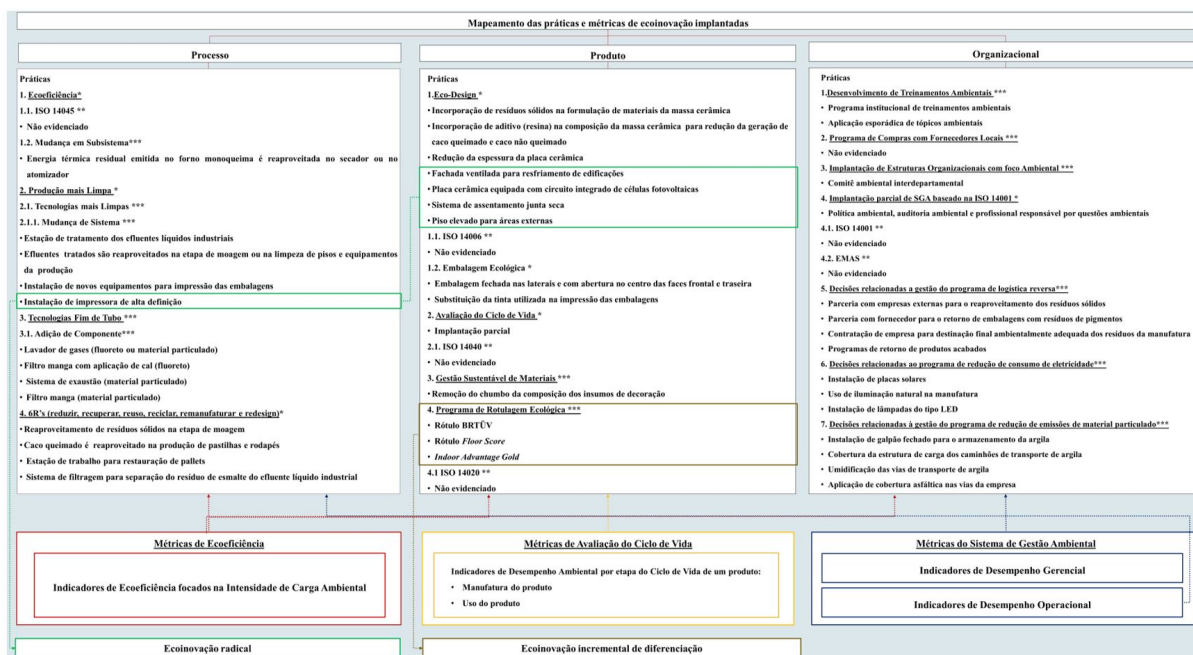 Mapeamento das práticas e métricas de ecoinovação implantadas
Processo
Práticas
1. Ecoeficiência*
1.1. ISO 14045 **
• Não evidenciado
1.2. Mudança em Subsistema***
• Energia térmica residual emitida no forno monoqueima é reaproveitada no secador ou no
atomizador
2. Produção mais Limpa *
2.1. Tecnologias mais Limpas ***
2.1.1. Mudança de Sistema ***
• Estação de tratamento dos efluentes líquidos industriais
• Efluentes tratados são reaproveitados na etapa de moagem ou na limpeza de pisos e equipamentos
da produção
• Instalação de novos equipamentos para impressão das embalagens
• Instalação de impressora de alta definição
3. Tecnologias Fim de Tubo ***
3.1. Adição de Componente***
• Lavador de gases (fluoreto ou material particulado)
• Filtro manga com aplicação de cal (fluoreto)
• Sistema de exaustão (material particulado)
• Filtro manga (material particulado)
4. 6R's (reduzir, recuperar, reuso, reciclar, remanufaturar e redesign)*
• Reaproveitamento de resíduos sólidos na etapa de moagem
• Caco queimado é reaproveitado na produção de pastilhas e rodapés
• Estação de trabalho para restauração de pallets
• Sistema de filtragem para separação do resíduo de esmalte do efluente líquido industrial
Produto
Práticas
1.Eco-Design *
• Incorporação de resíduos sólidos na formulação de materiais da massa cerâmica
• Incorporação de aditivo (resina) na composição da massa cerâmica para redução da geração de
caco queimado e caco não queimado
• Redução da espessura da placa cerâmica
• Fachada ventilada para resfriamento de edificações
• Placa cerâmica equipada com circuito integrado de células fotovoltaicas
• Sistema de assentamento junta seca
• Piso elevado para áreas externas
1.1. ISO 14006 **
• Não evidenciado
1.2. Embalagem Ecológica *
• Embalagem fechada nas laterais e com abertura no centro das faces frontal e traseira
• Substituição da tinta utilizada na impressão das embalagens
2. Avaliação do Ciclo de Vida *
• Implantação parcial
2.1. ISO 14040 **
• Não evidenciado
3. Gestão Sustentável de Materiais ***
• Remoção do chumbo da composição dos insumos de decoração
4. Programa de Rotulagem Ecológica ***
• Rótulo BRTÜV
• Rótulo Floor Score
• Indoor Advantage Gold
4.1 ISO 14020 **
• Não evidenciado
Organizacional
Práticas
1.Desenvolvimento de Treinamentos Ambientais ***
• Programa institucional de treinamentos ambientais
• Aplicação esporádica de tópicos ambientais
2. Programa de Compras com Fornecedores Locais ***
• Não evidenciado
3. Implantação de Estruturas Organizacionais com foco Ambiental ***
• Comitê ambiental interdepartamental
4. Implantação parcial de SGA baseado na ISO 14001 *
• Política ambiental, auditoria ambiental e profissional responsável por questões ambientais
4.1. ISO 14001 **
• Não evidenciado
4.2. EMAS **
• Não evidenciado
5. Decisões relacionadas a gestão do programa de logística reversa***
• Parceria com empresas externas para o reaproveitamento dos resíduos sólidos
• Parceria com fornecedor para o retorno de embalagens com resíduos de pigmentos
• Contratação de empresa para destinação final ambientalmente adequada dos resíduos da manufatura
• Programas de retorno de produtos acabados
6. Decisões relacionadas ao programa de redução de consumo de eletricidade***
• Instalação de placas solares
• Uso de iluminação natural na manufatura
• Instalação de lâmpadas do tipo LED
7. Decisões relacionadas à gestão do programa de redução de emissões de material particulado***
• Instalação de galpão fechado para o armazenamento da argila
• Cobertura da estrutura de carga dos caminhões de transporte de argila
• Umidificação das vias de transporte de argila
• Aplicação de cobertura asfáltica nas vias da empresa
Métricas de Ecoeficiência
Indicadores de Ecoeficiência focados na Intensidade de Carga Ambiental
Métricas de Avaliação do Ciclo de Vida
Indicadores de Desempenho Ambiental por etapa do Ciclo de Vida de um produto:
• Manufatura do produto
• Uso do produto
Métricas do Sistema de Gestão Ambiental
Indicadores de Desempenho Gerencial
Indicadores de Desempenho Operacional
Ecoinovação radical
Ecoinovação incremental de diferenciação